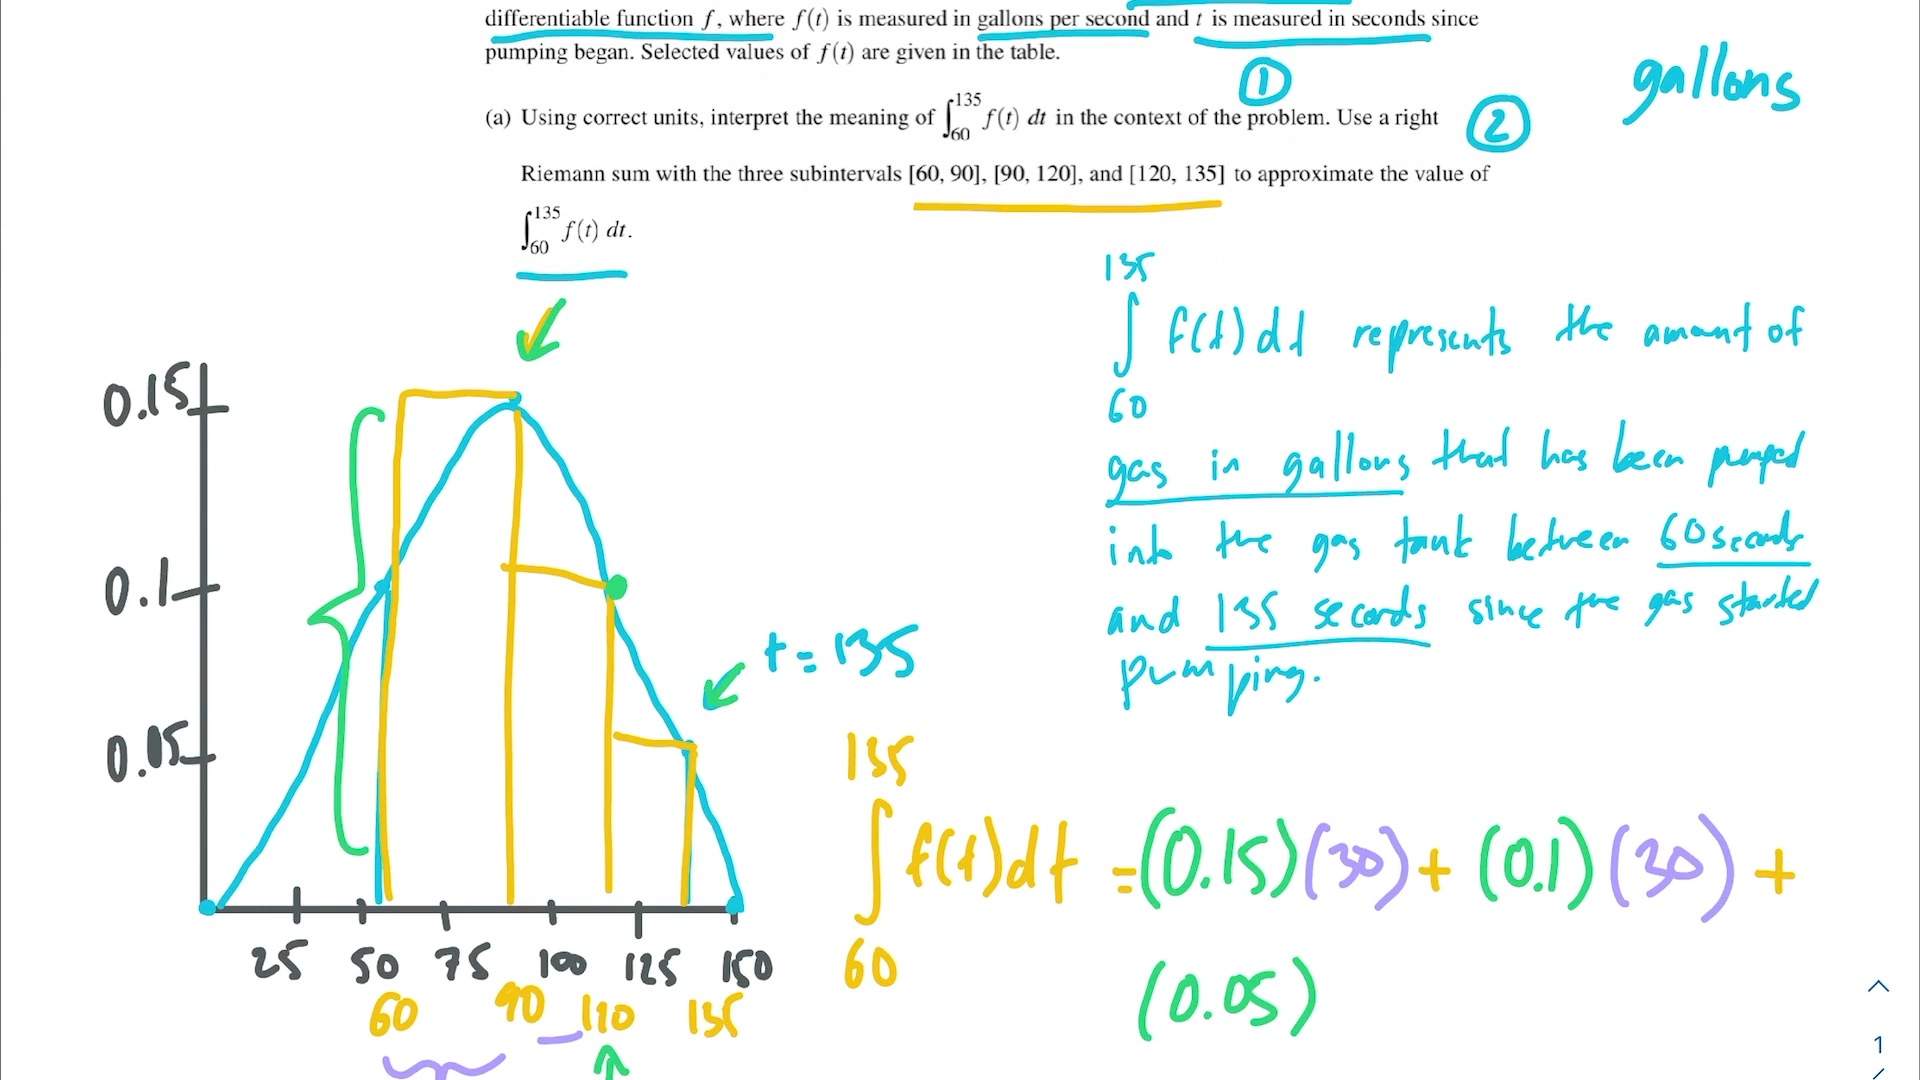 differentiable function f, where f(t) is measured in gallons per second and t is measured in seconds since
pumping began. Selected values of f(t) are given in the table.
gallons
①
(a) Using correct units, interpret the meaning of ∫₆₀¹³⁵ f(t) dt in the context of the problem. Use a right
②
Riemann sum with the three subintervals [60, 90], [90, 120], and [120, 135] to approximate the value of
∫₆₀¹³⁵ f(t) dt.
∫₆₀¹³⁵ f(t)dt represents the amount of
gas in gallons that has been pumped
into the gas tank between 60 seconds
and 135 seconds since the gas started
pumping.
0.15
0.1
0.05
t = 135
∫₆₀¹³⁵ f(t)dt = (0.15)(30) + (0.1)(30) +
(0.05)
25 50 75 100 125 150
60 90 110 135
1